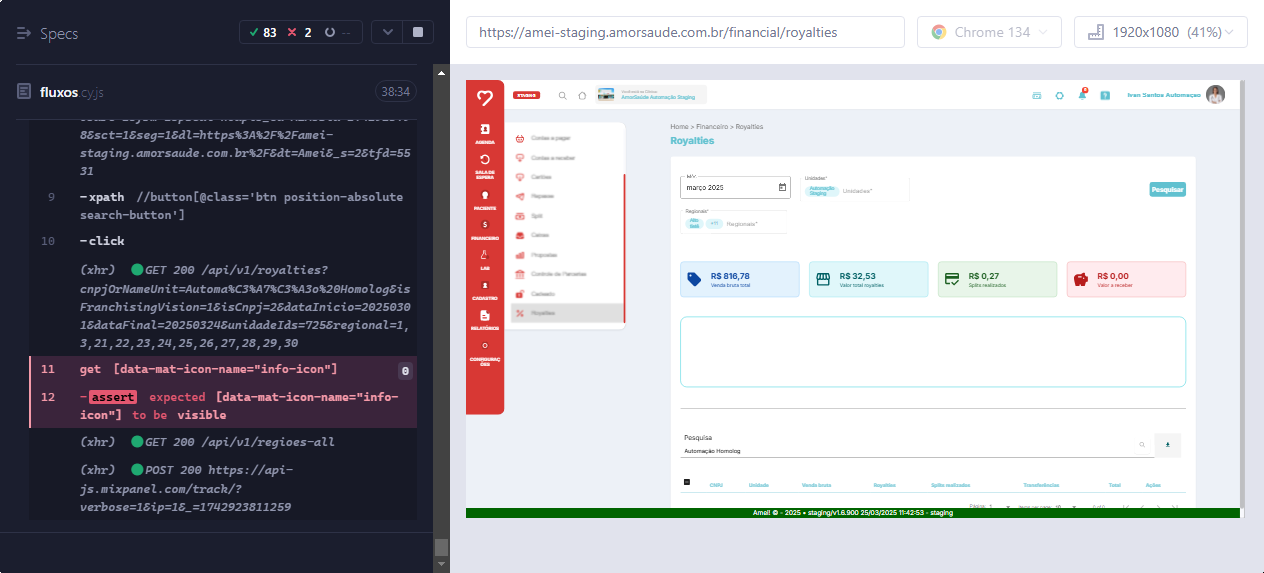 Specs
83 2 --
https://amei-staging.amorsaude.com.br/financial/royalties
Chrome 134
1920x1080 (41%)
fluxos.cy.js
38:34
8&sct=1&seg=1&dl=https%3A%2F%2Famei-
staging.amorsaude.com.br%2F&dt=Amei&_s=2&tfd=55
31
9 -xpath //button[@class='btn position-absolute
search-button']
10 -click
(xhr) GET 200 /api/v1/royalties?
cnpjOrNameUnit=Automa%C3%A7%C3%A3o%20Homolog&is
FranchisingVision=1&isCnpj=2&dataInicio=2025030
1&dataFinal=20250324&unidadeIds=725&regional=1,
3,21,22,23,24,25,26,27,28,29,30
11 get [data-mat-icon-name="info-icon"] 0
12 -assert expected [data-mat-icon-name="info-
icon"] to be visible
(xhr) GET 200 /api/v1/regioes-all
(xhr) POST 200 https://api-
js.mixpanel.com/track/?
verbose=1&ip=1&_=1742923811259
STAGING
AmorSaúde Automação Staging
Ivan Santos Automaçao
AGENDA
SALA DE
ESPERA
PACIENTE
FINANCEIRO
LAB
CADASTRO
RELATÓRIOS
CONFIGURAÇ
ÕES
Contas a pagar
Contas a receber
Cartões
Repasse
Split
Caixas
Propostas
Controle de Parcelas
Cadastro
Royalties
Home > Financeiro > Royalties
Royalties
março 2025
Unidades*
Automação
Staging
Unidades*
Pesquisar
Regionais*
Regionais*
R$ 816,78
Venda bruta total
R$ 32,53
Valor total royalties
R$ 0,27
Splits realizados
R$ 0,00
Valor a receber
Pesquisa
Automação Homolog
CNPJ Unidade Venda bruta Royalties Splits realizados Transferências Total Ações
Amei! © - 2025 • staging/v1.6.900 25/03/2025 11:42:53 - staging